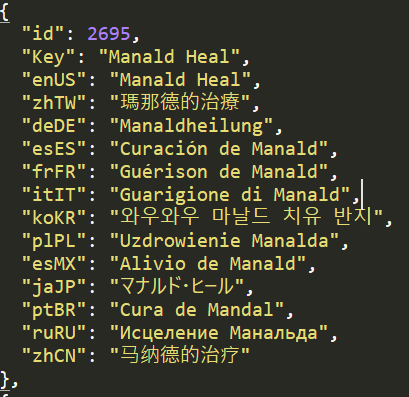 {
"id": 2695,
"Key": "Manald Heal",
"enUS": "Manald Heal",
"zhTW": "瑪那德的治療",
"deDE": "Manaldheilung",
"esES": "Curación de Manald",
"frFR": "Guérison de Manald",
"itIT": "Guarigione di Manald",
"koKR": "와우와우 마날드 치유 반지",
"plPL": "Uzdrowienie Manalda",
"esMX": "Alivio de Manald",
"jaJP": "マナルド・ヒール",
"ptBR": "Cura de Mandal",
"ruRU": "Исцеление Манальда",
"zhCN": "马纳德的治疗"
},